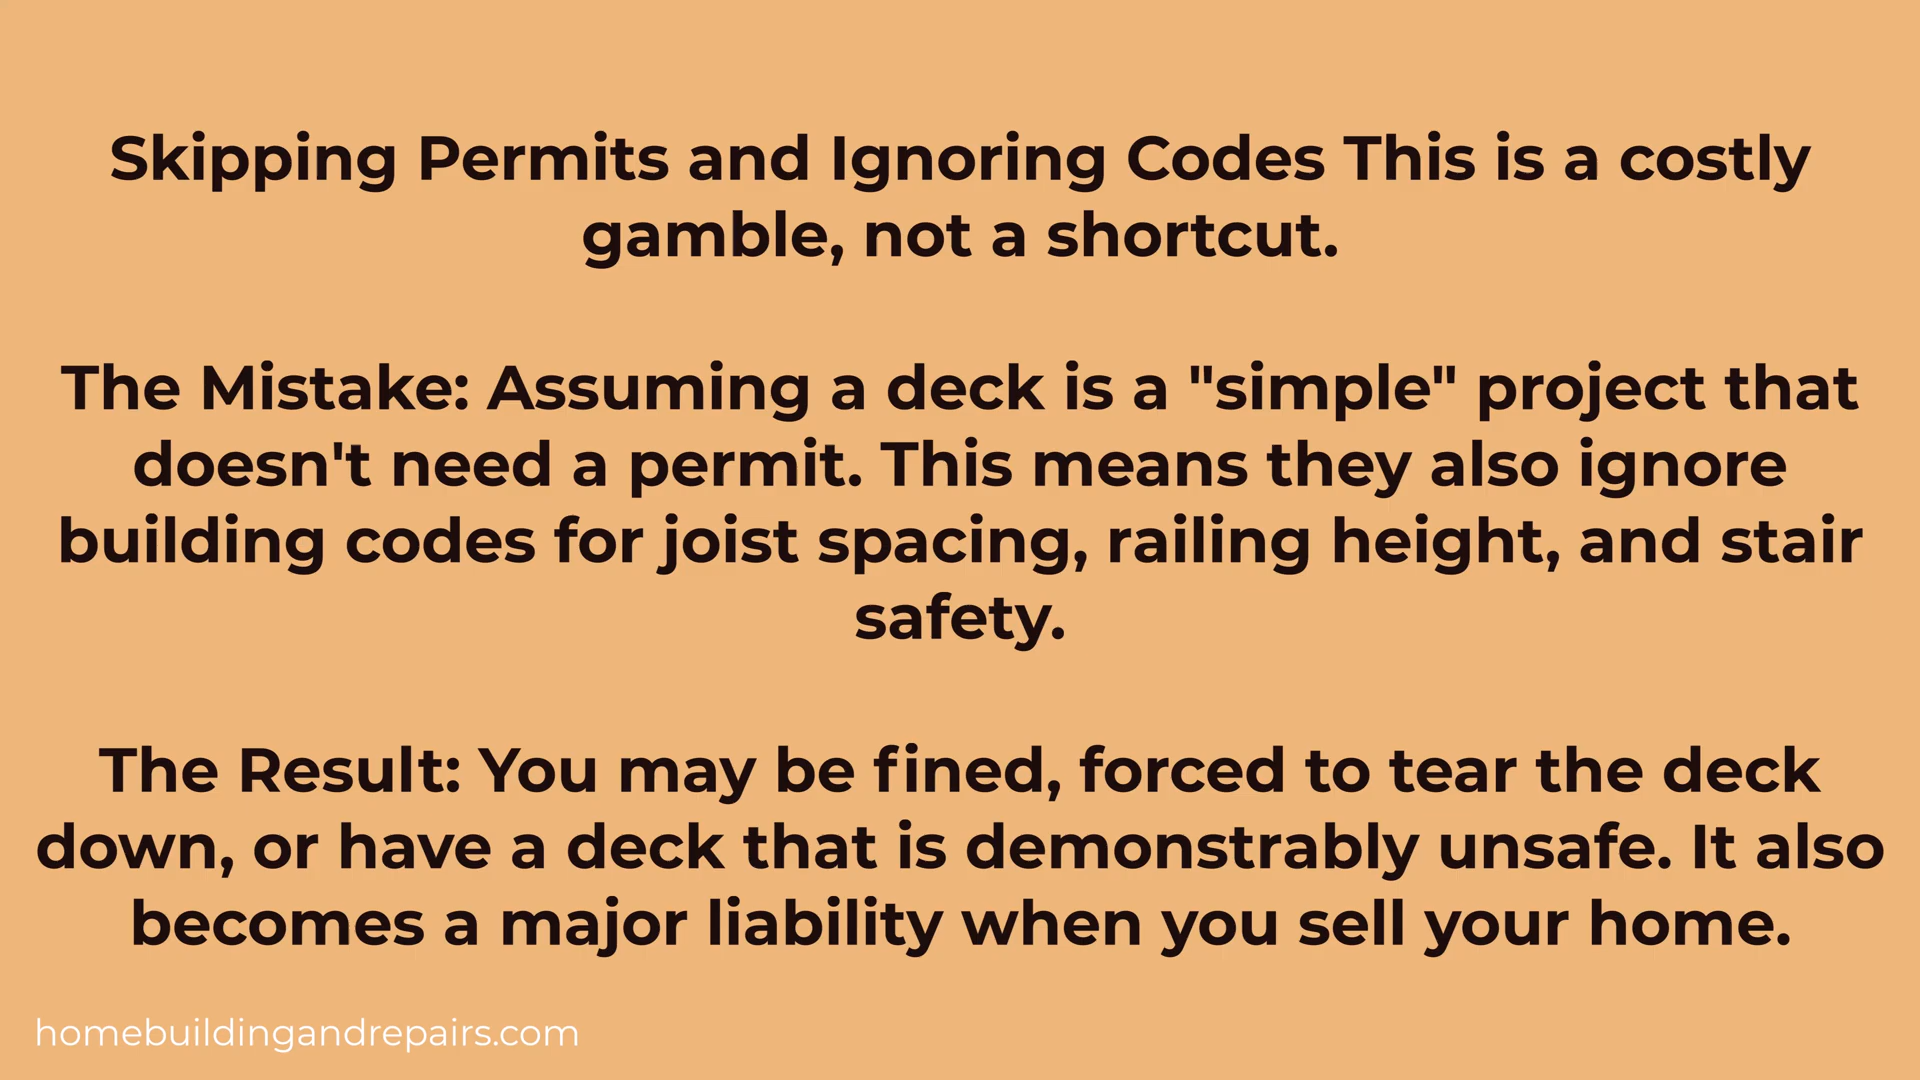 Skipping Permits and Ignoring Codes This is a costly
gamble, not a shortcut.
The Mistake: Assuming a deck is a "simple" project that
doesn't need a permit. This means they also ignore
building codes for joist spacing, railing height, and stair
safety.
The Result: You may be fined, forced to tear the deck
down, or have a deck that is demonstrably unsafe. It also
becomes a major liability when you sell your home.
homebuildingandrepairs.com